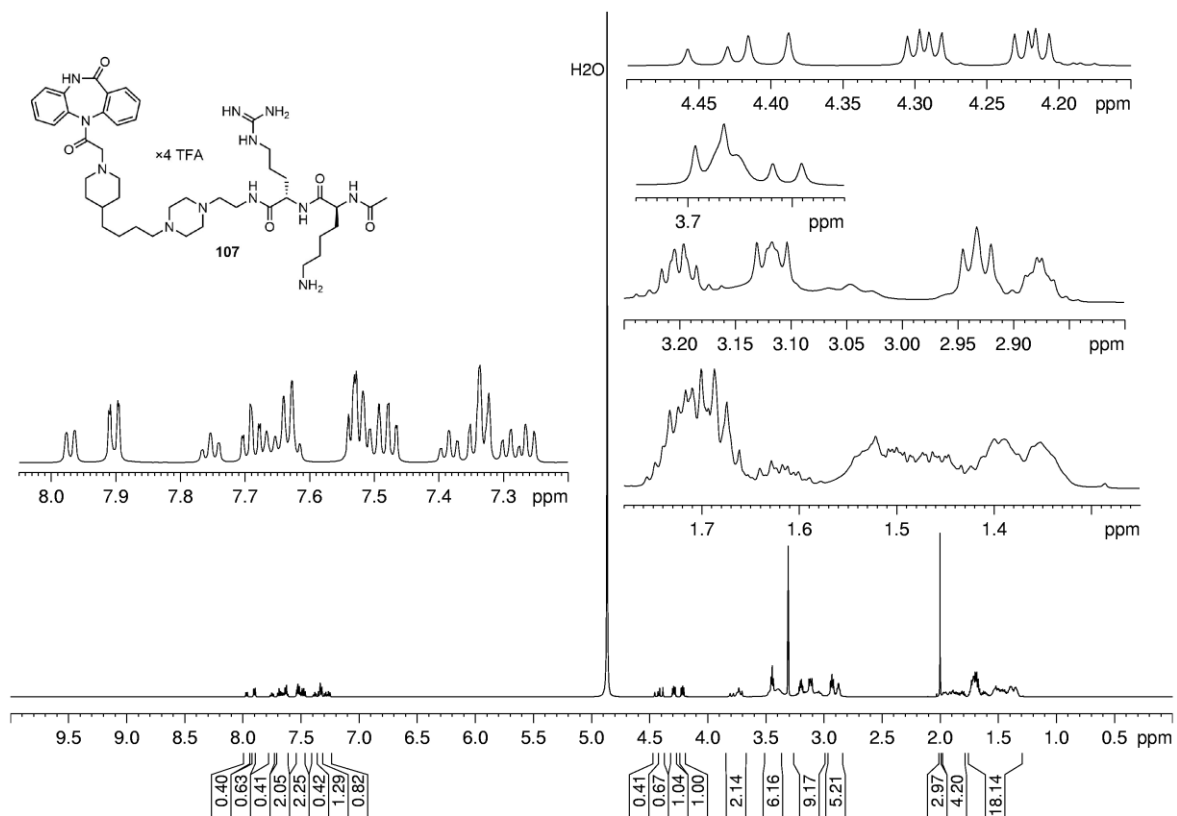 H2O
4.45 4.40 4.35 4.30 4.25 4.20 ppm
O
NH
N
O
N
×4 TFA
HN NH2
HN
H
N
O
N
H
O
H
N
O
N
N
107
NH2
3.7 ppm
3.20 3.15 3.10 3.05 3.00 2.95 2.90 ppm
8.0 7.9 7.8 7.7 7.6 7.5 7.4 7.3 ppm
1.7 1.6 1.5 1.4 ppm
9.5 9.0 8.5 8.0 7.5 7.0 6.5 6.0 5.5 5.0 4.5 4.0 3.5 3.0 2.5 2.0 1.5 1.0 0.5 ppm
0.40 0.63 0.41 2.05 2.25 0.42 1.29 0.82 0.41 0.67 1.04 1.00 2.14 6.16 9.17 5.21 2.97 4.20 18.14